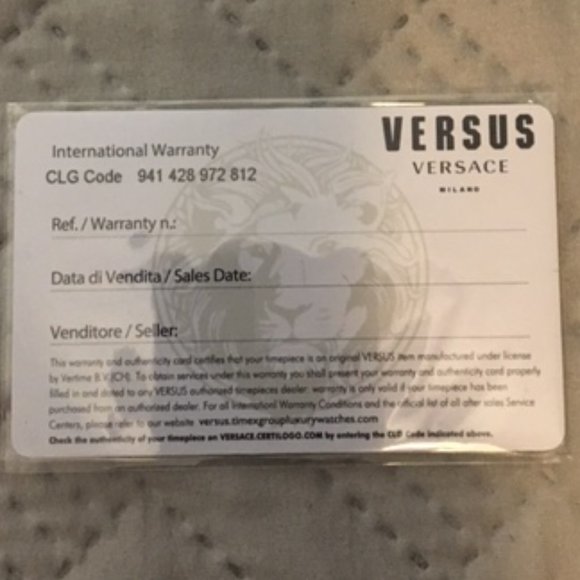 VERSUS
VERSACE
MILANO
International Warranty
CLG Code 941 428 972 812
Ref. / Warranty n.:
Data di Vendita / Sales Date:
Venditore / Seller:
This warranty and authenticity card certifies that your timepiece is an original VERSUS item manufactured under license
by Vertime B.V.(CH). To obtain services under this warranty you shall present your warranty and authenticity card properly
filled in and dated to any VERSUS authorized timepieces dealer. warranty is only valid if your timepiece has been
purchased from an authorized dealer. For all Internationl Warranty Conditions and the official list of all after sales Service
Centers, please refer to our website versus.timexgroupluxurywatches.com
Check the authenticity of your timepiece on VERSACE.CERTILOGO.COM by entering the CLG Code indicated above.